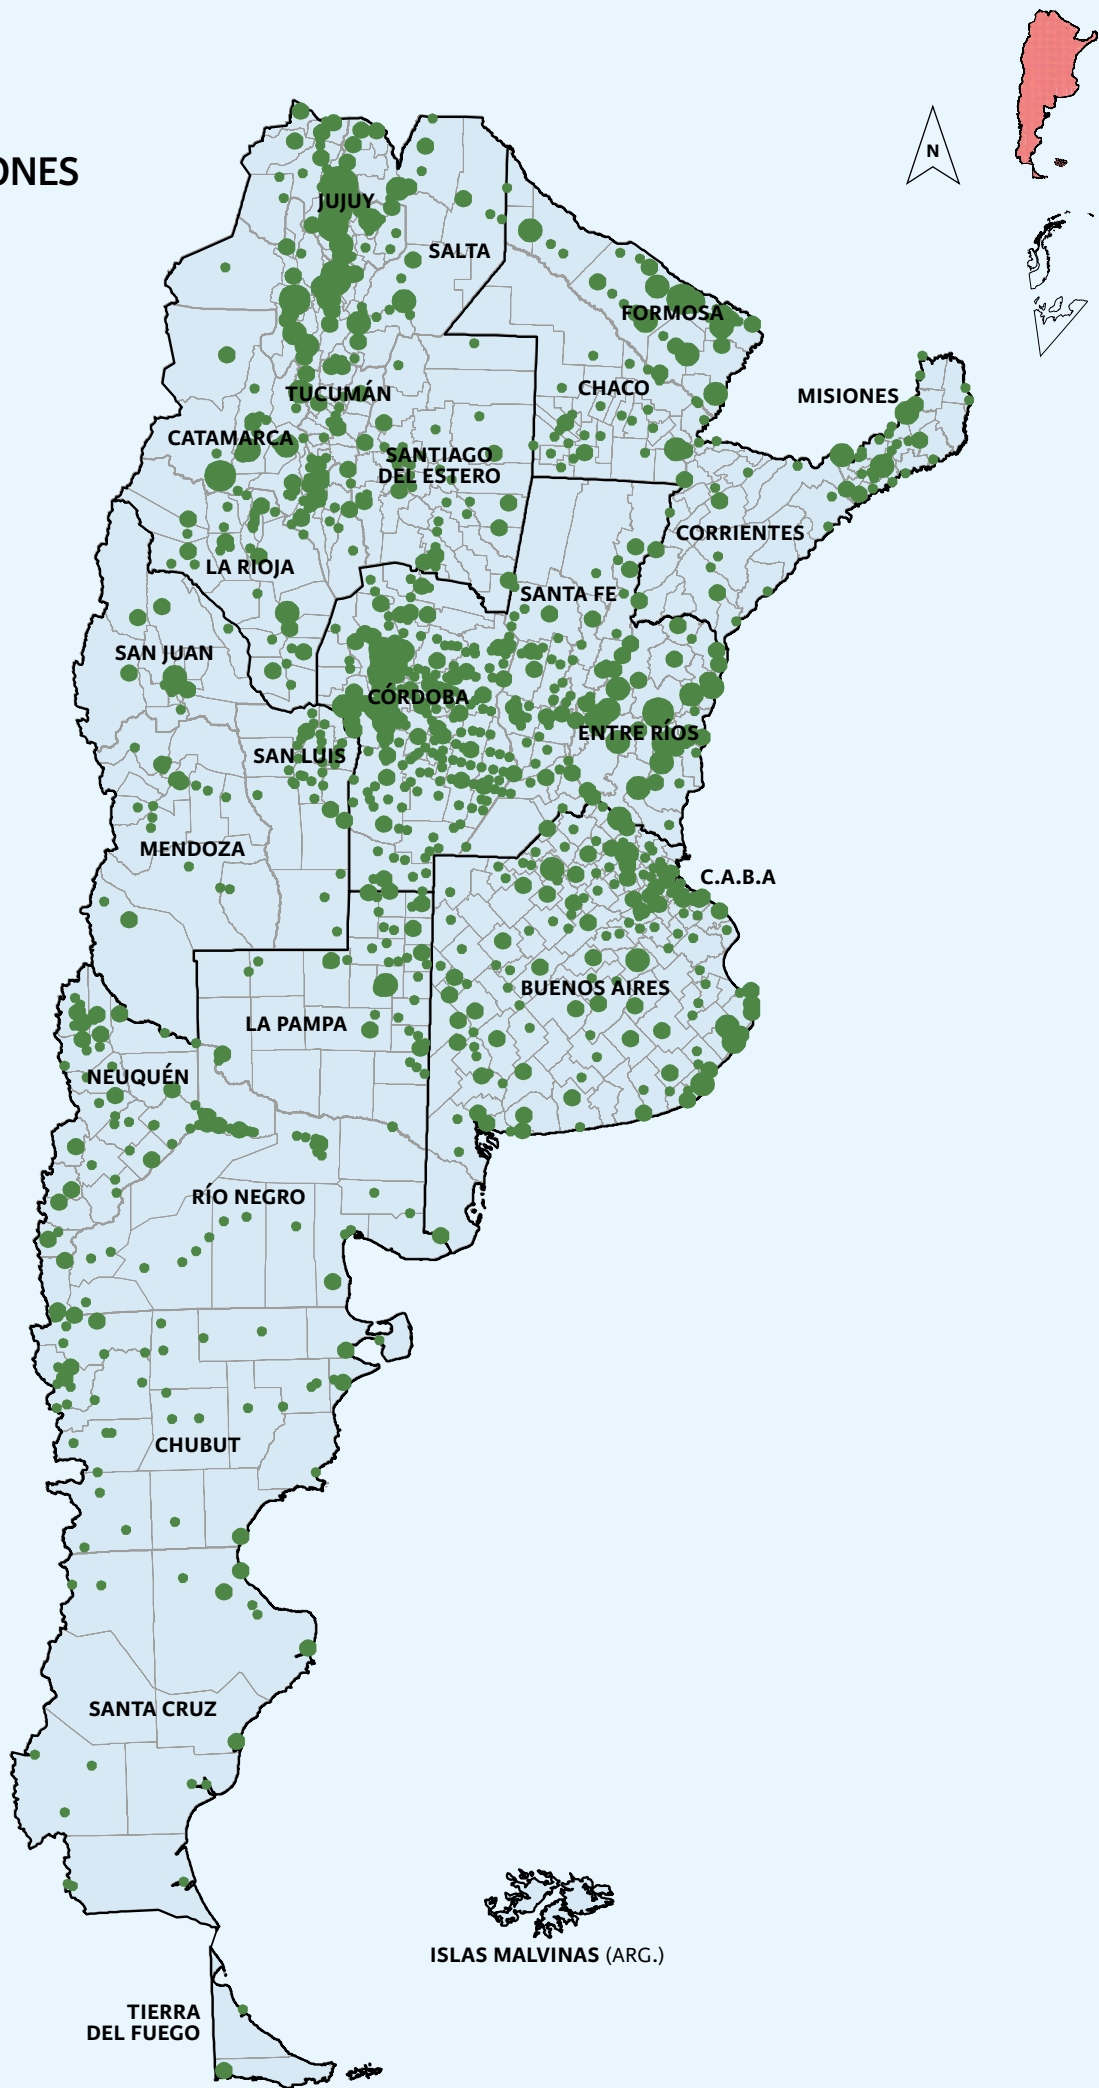 ONES
N
JUJUY
SALTA
FORMOSA
CHACO
MISIONES
TUCUMÁN
CATAMARCA
SANTIAGO
DEL ESTERO
CORRIENTES
LA RIOJA
SANTA FE
SAN JUAN
CÓRDOBA
ENTRE RÍOS
SAN LUIS
MENDOZA
C.A.B.A
BUENOS AIRES
LA PAMPA
NEUQUÉN
RÍO NEGRO
CHUBUT
SANTA CRUZ
ISLAS MALVINAS (ARG.)
TIERRA
DEL FUEGO